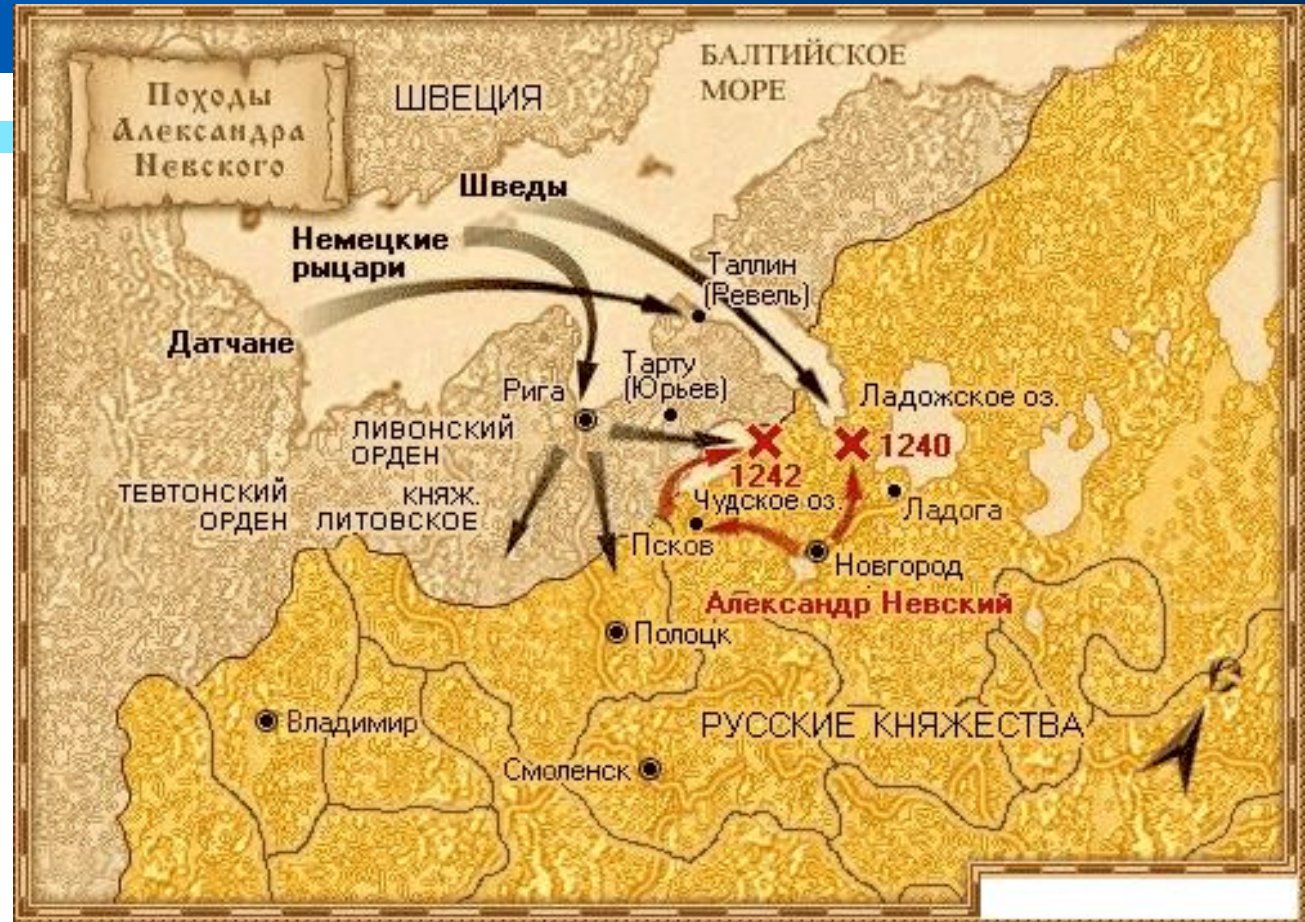 Походы
Александра
Невского
ШВЕЦИЯ
БАЛТИЙСКОЕ
МОРЕ
Шведы
Немецкие
рыцари
Датчане
Таллин
(Ревель)
Тарту
(Юрьев)
Рига
Ладожское оз.
ЛИВОНСКИЙ
ОРДЕН
1240
1242
ТЕВТОНСКИЙ
ОРДЕН
КНЯЖ.
ЛИТОВСКОЕ
Чудское оз.
Ладога
Псков
Новгород
Александр Невский
Полоцк
Владимир
РУССКИЕ КНЯЖЕСТВА
Смоленск
С